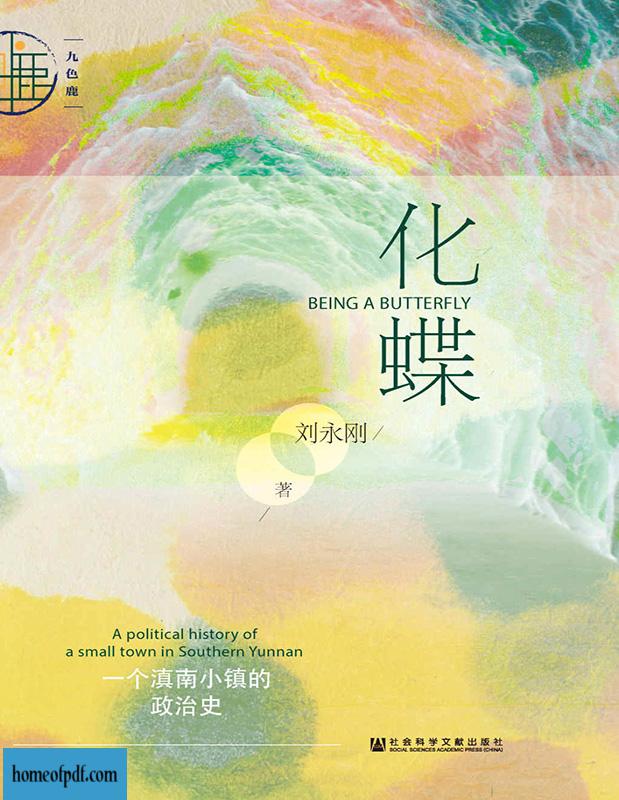 九色鹿
化
BEING A BUTTERFLY
蝶
刘永刚
著
A political history of
a small town in Southern Yunnan
一个滇南小镇的
政治史
社会科学文献出版社
SOCIAL SCIENCES ACADEMIC PRESS (CHINA)
homeofpdf.com